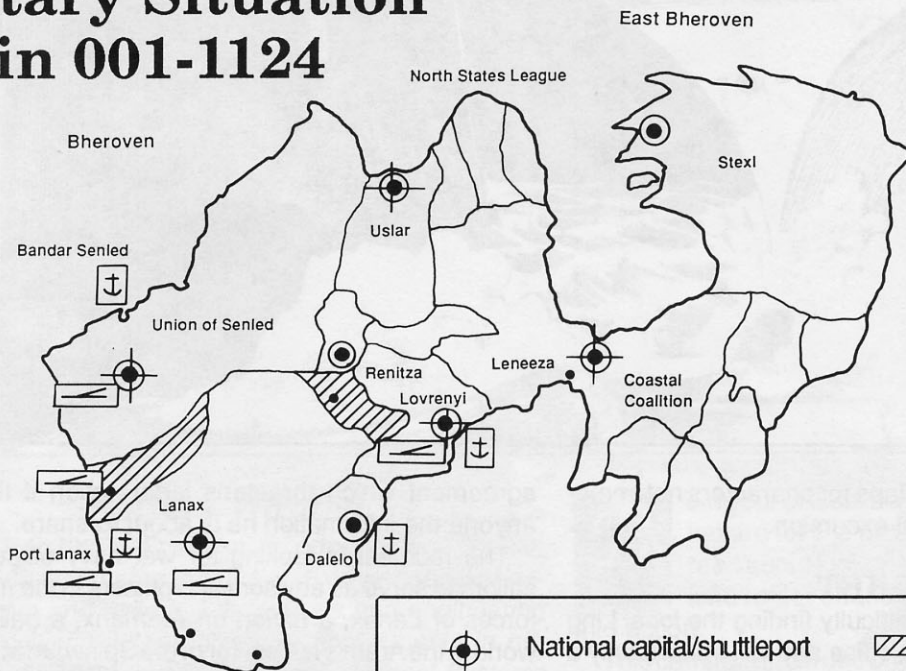 tary Situation
in 001-1124
East Bheroven
North States League
Bheroven
Stexl
Uslar
Bandar Senled
Union of Senled
Renitza
Leneeza
Lovrenyi
Coastal
Coalition
Lanax
Port Lanax
Dalelo
National capital/shuttleport